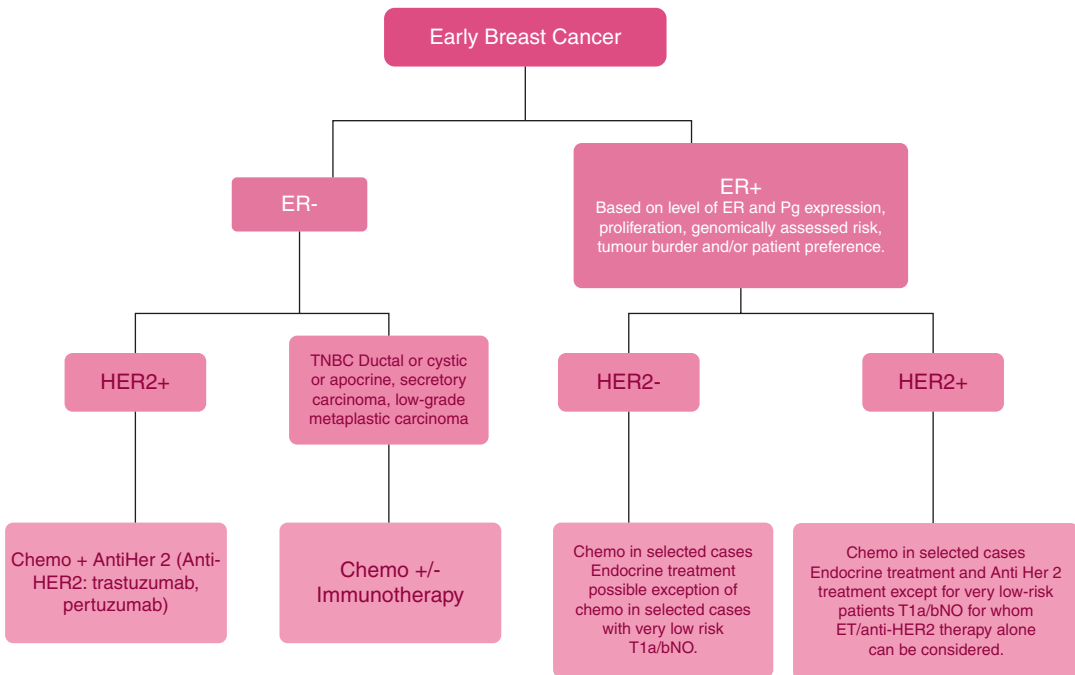 Early Breast Cancer
ER-
ER+
Based on level of ER and Pg expression,
proliferation, genomically assessed risk,
tumour burder and/or patient preference.
HER2+
TNBC Ductal or cystic
or apocrine, secretory
carcinoma, low-grade
metaplastic carcinoma
HER2-
HER2+
Chemo + AntiHer 2 (Anti-
HER2: trastuzumab,
pertuzumab)
Chemo +/-
Immunotherapy
Chemo in selected cases
Endocrine treatment
possible exception of
chemo in selected cases
with very low risk
T1a/bNO.
Chemo in selected cases
Endocrine treatment and Anti Her 2
treatment except for very low-risk
patients T1a/bNO for whom
ET/anti-HER2 therapy alone
can be considered.